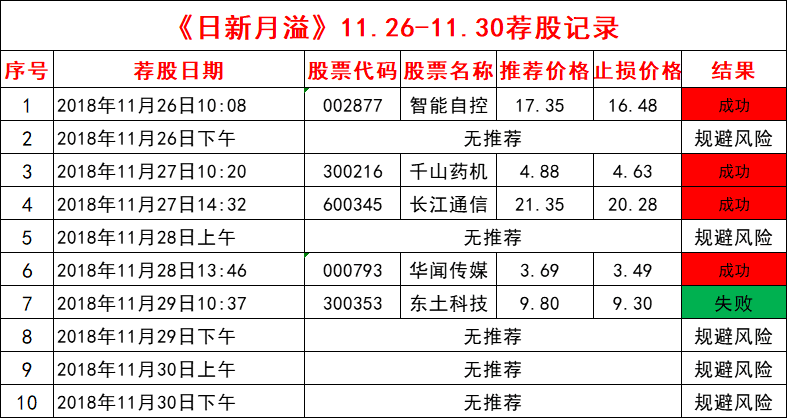 《日新月溢》11.26-11.30荐股记录
序号 荐股日期 股票代码 股票名称 推荐价格 止损价格 结果
1 2018年11月26日10:08 002877 智能自控 17.35 16.48 成功
2 2018年11月26日下午 无推荐 规避风险
3 2018年11月27日10:20 300216 千山药机 4.88 4.63 成功
4 2018年11月27日14:32 600345 长江通信 21.35 20.28 成功
5 2018年11月28日上午 无推荐 规避风险
6 2018年11月28日13:46 000793 华闻传媒 3.69 3.49 成功
7 2018年11月29日10:37 300353 东土科技 9.80 9.30 失败
8 2018年11月29日下午 无推荐 规避风险
9 2018年11月30日上午 无推荐 规避风险
10 2018年11月30日下午 无推荐 规避风险